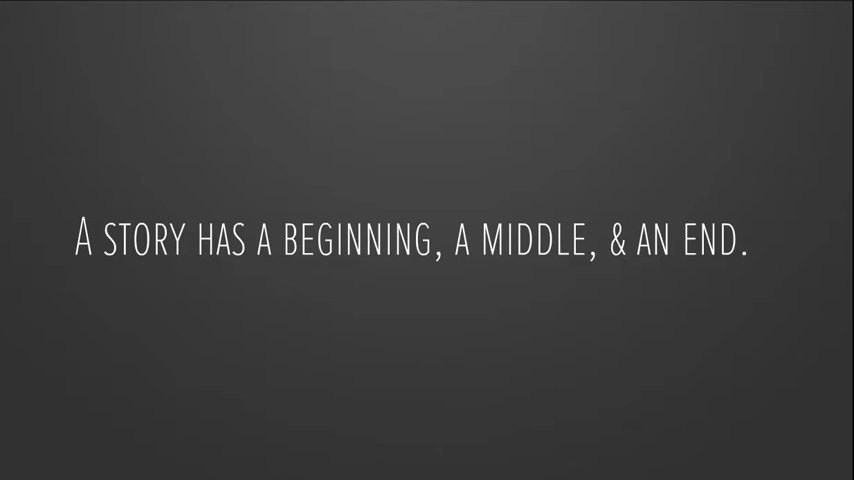 A STORY HAS A BEGINNING, A MIDDLE, & AN END.